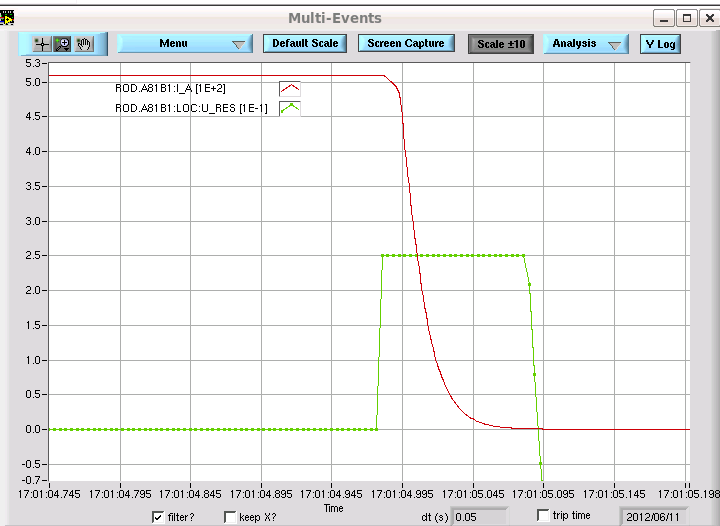 Multi-Events
Menu Default Scale Screen Capture Scale ±10 Analysis Y Log
ROD.A81B1:I_A [1E+2]
ROD.A81B1:LOC:U_RES [1E-1]
5.3
5.0
4.5
4.0
3.5
3.0
2.5
2.0
1.5
1.0
0.5
0.0
-0.5
-0.7
17:01:04.745 17:01:04.795 17:01:04.845 17:01:04.895 17:01:04.945 17:01:04.995 17:01:05.045 17:01:05.095 17:01:05.145 17:01:05.198
Time
filter? keep X? dt (s) 0.05 trip time 2012/06/11